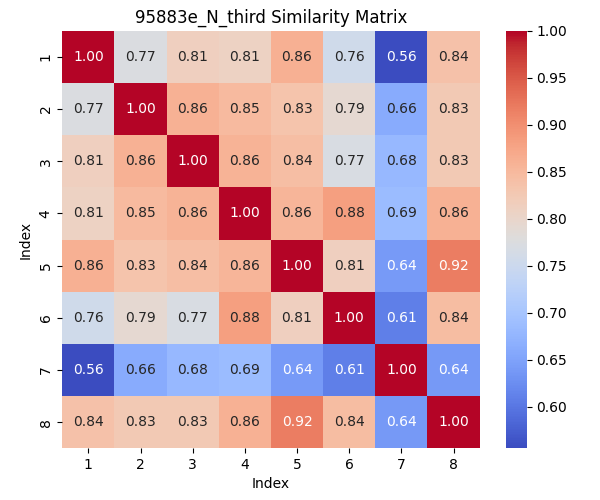 95883e_N_third Similarity Matrix
1 1.00 0.77 0.81 0.81 0.86 0.76 0.56 0.84
2 0.77 1.00 0.86 0.85 0.83 0.79 0.66 0.83
3 0.81 0.86 1.00 0.86 0.84 0.77 0.68 0.83
4 0.81 0.85 0.86 1.00 0.86 0.88 0.69 0.86
5 0.86 0.83 0.84 0.86 1.00 0.81 0.64 0.92
6 0.76 0.79 0.77 0.88 0.81 1.00 0.61 0.84
7 0.56 0.66 0.68 0.69 0.64 0.61 1.00 0.64
8 0.84 0.83 0.83 0.86 0.92 0.84 0.64 1.00
1 2 3 4 5 6 7 8
Index
Index
1.00
0.95
0.90
0.85
0.80
0.75
0.70
0.65
0.60